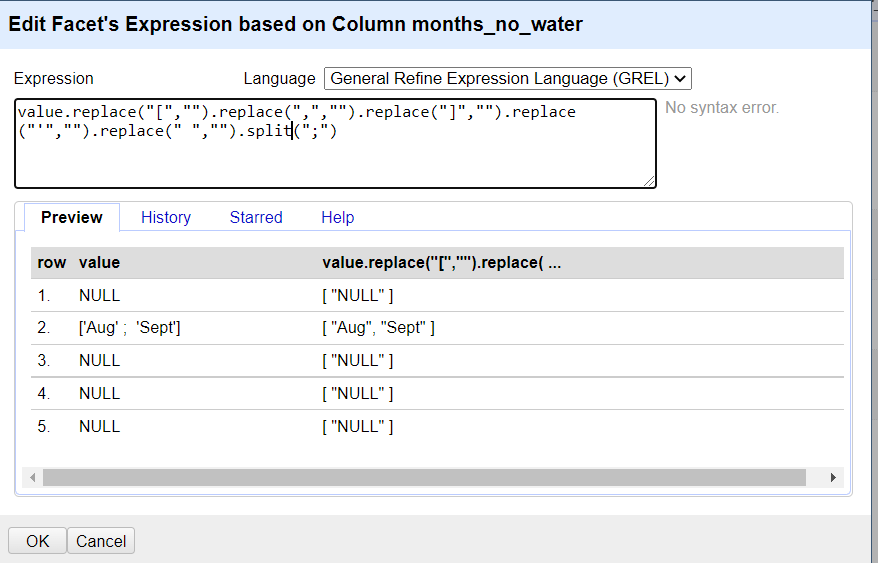 Edit Facet's Expression based on Column months_no_water
Expression Language General Refine Expression Language (GREL)
value.replace("[","").replace(",","").replace("]","").replace
("'","").replace(" ","").split(";")
No syntax error.
Preview History Starred Help
row value value.replace("[","").replace( ...
1. NULL [ "NULL" ]
2. ['Aug' ;  'Sept'] [ "Aug", "Sept" ]
3. NULL [ "NULL" ]
4. NULL [ "NULL" ]
5. NULL [ "NULL" ]
OK Cancel